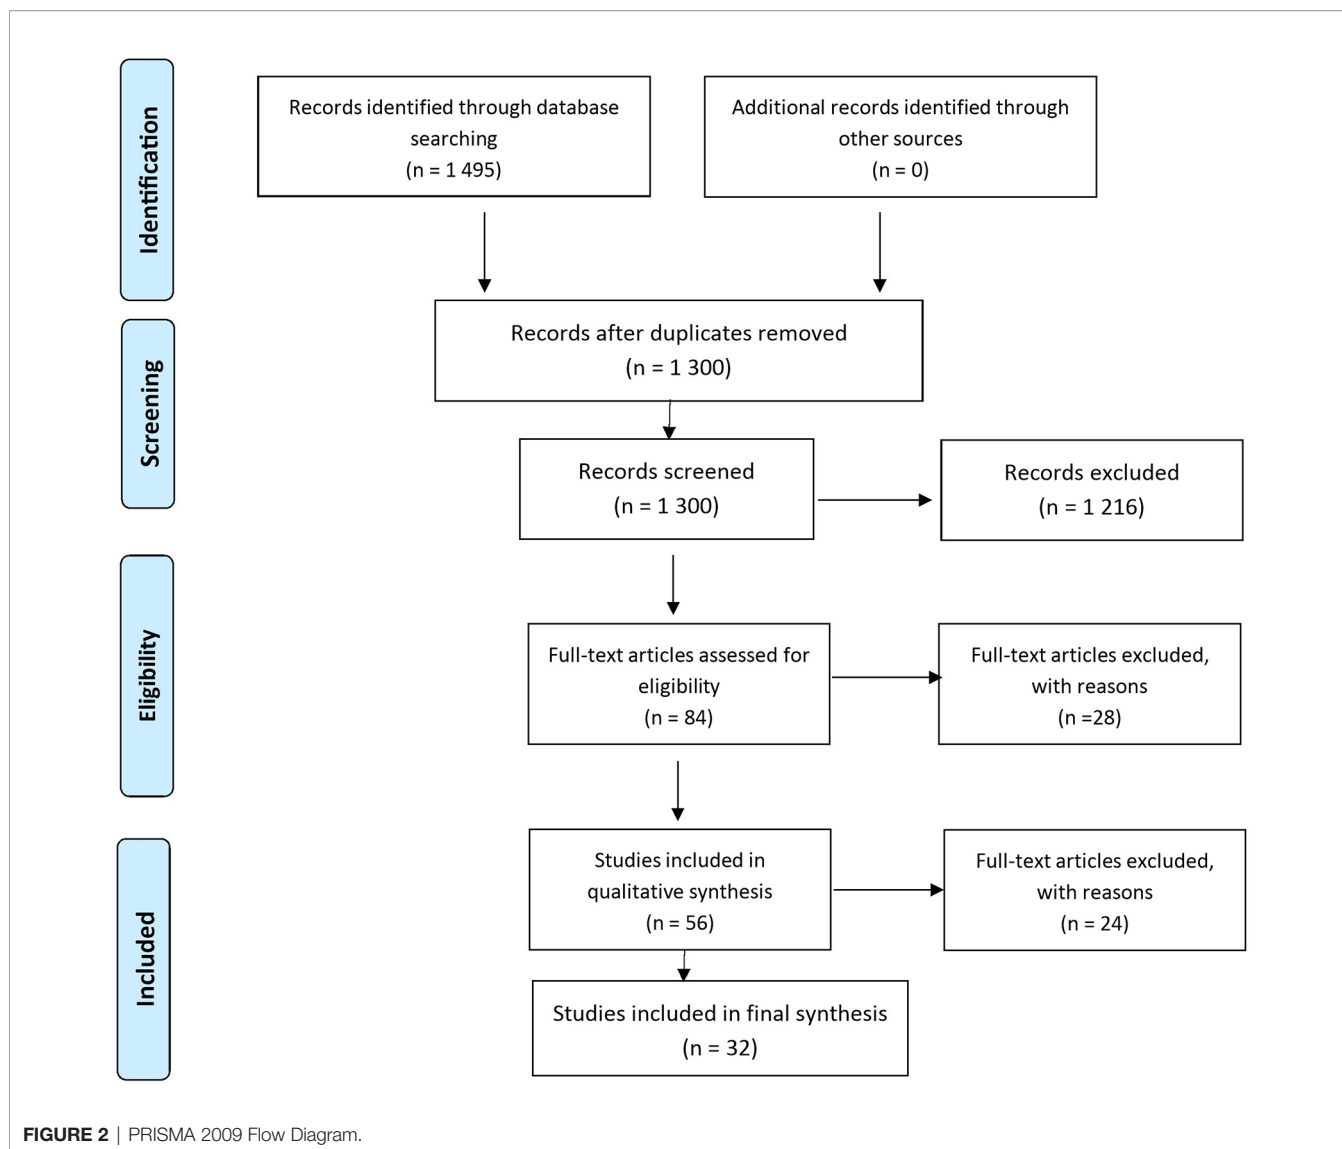 Identification
Records identified through database
searching
(n = 1 495)
Additional records identified through
other sources
(n = 0)
Screening
Records after duplicates removed
(n = 1 300)
Records screened
(n = 1 300)
Records excluded
(n = 1 216)
Eligibility
Full-text articles assessed for
eligibility
(n = 84)
Full-text articles excluded,
with reasons
(n =28)
Included
Studies included in
qualitative synthesis
(n = 56)
Full-text articles excluded,
with reasons
(n = 24)
Studies included in final synthesis
(n = 32)
FIGURE 2 | PRISMA 2009 Flow Diagram.